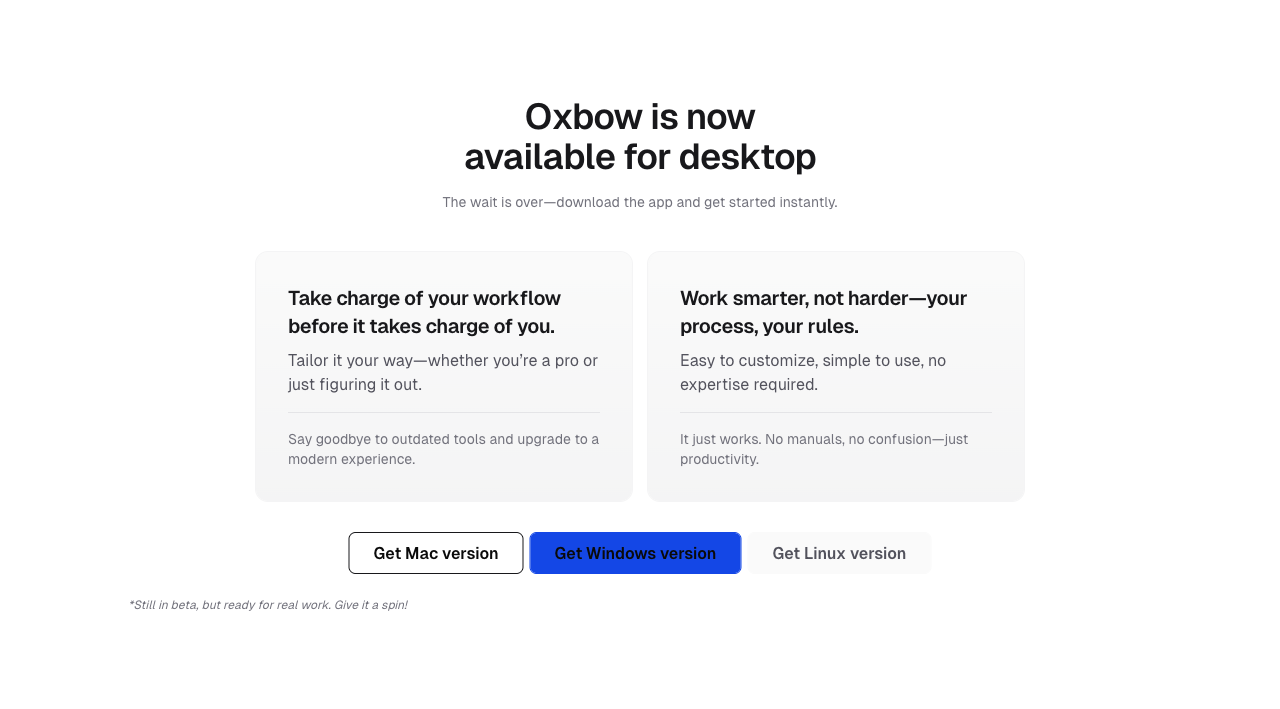 Oxbow is now
available for desktop
The wait is over—download the app and get started instantly.
Take charge of your workflow
before it takes charge of you.
Tailor it your way—whether you’re a pro or
just figuring it out.
Say goodbye to outdated tools and upgrade to a
modern experience.
Work smarter, not harder—your
process, your rules.
Easy to customize, simple to use, no
expertise required.
It just works. No manuals, no confusion—just
productivity.
Get Mac version
Get Windows version
Get Linux version
*Still in beta, but ready for real work. Give it a spin!